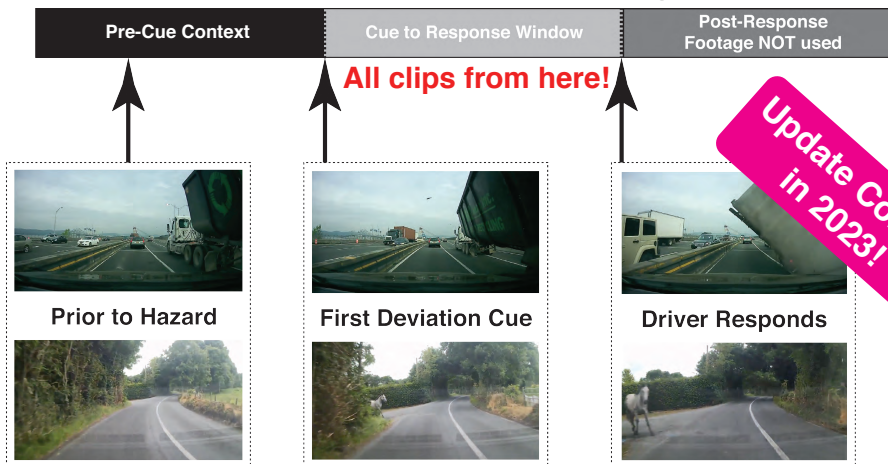 Pre-Cue Context
Cue to Response Window
Post-Response
Footage NOT used
All clips from here!
Update
in 2023!
Prior to Hazard
First Deviation Cue
Driver Responds